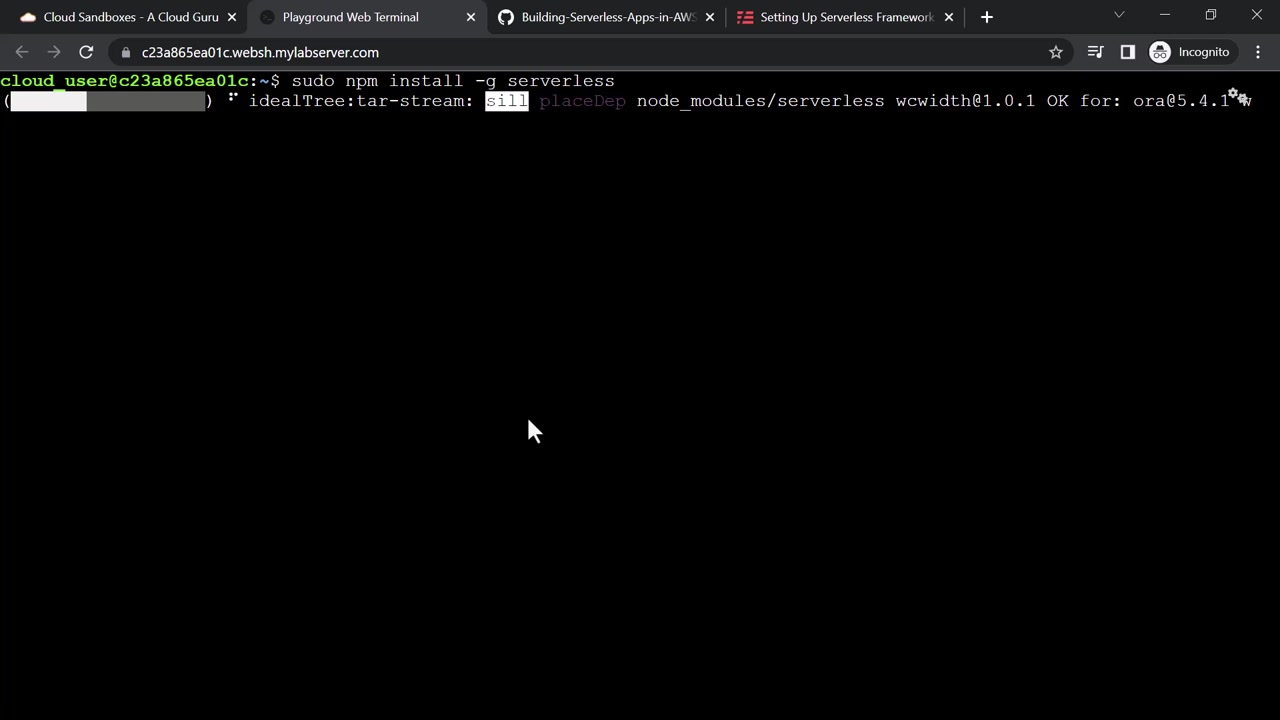 Cloud Sandboxes - A Cloud Guru
Playground Web Terminal
Building-Serverless-Apps-in-AWS
Setting Up Serverless Framework
c23a865ea01c.websh.mylabserver.com
Incognito
cloud_user@c23a865ea01c:~$ sudo npm install -g serverless
( ) ⠋ idealTree:tar-stream: sill placeDep node_modules/serverless wcwidth@1.0.1 OK for: ora@5.4.1 w